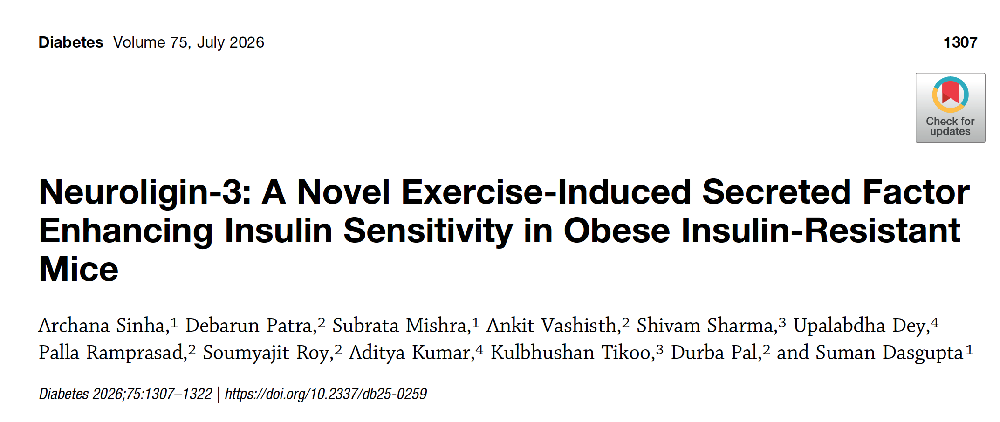 Diabetes Volume 75, July 2026
1307
Check for
updates
Neuroligin-3: A Novel Exercise-Induced Secreted Factor
Enhancing Insulin Sensitivity in Obese Insulin-Resistant
Mice
Archana Sinha,¹ Debarun Patra,² Subrata Mishra,¹ Ankit Vashisth,² Shivam Sharma,³ Upalabdha Dey,⁴
Palla Ramprasad,² Soumyajit Roy,² Aditya Kumar,⁴ Kulbhushan Tikoo,³ Durba Pal,² and Suman Dasgupta¹
Diabetes 2026;75:1307–1322 | https://doi.org/10.2337/db25-0259